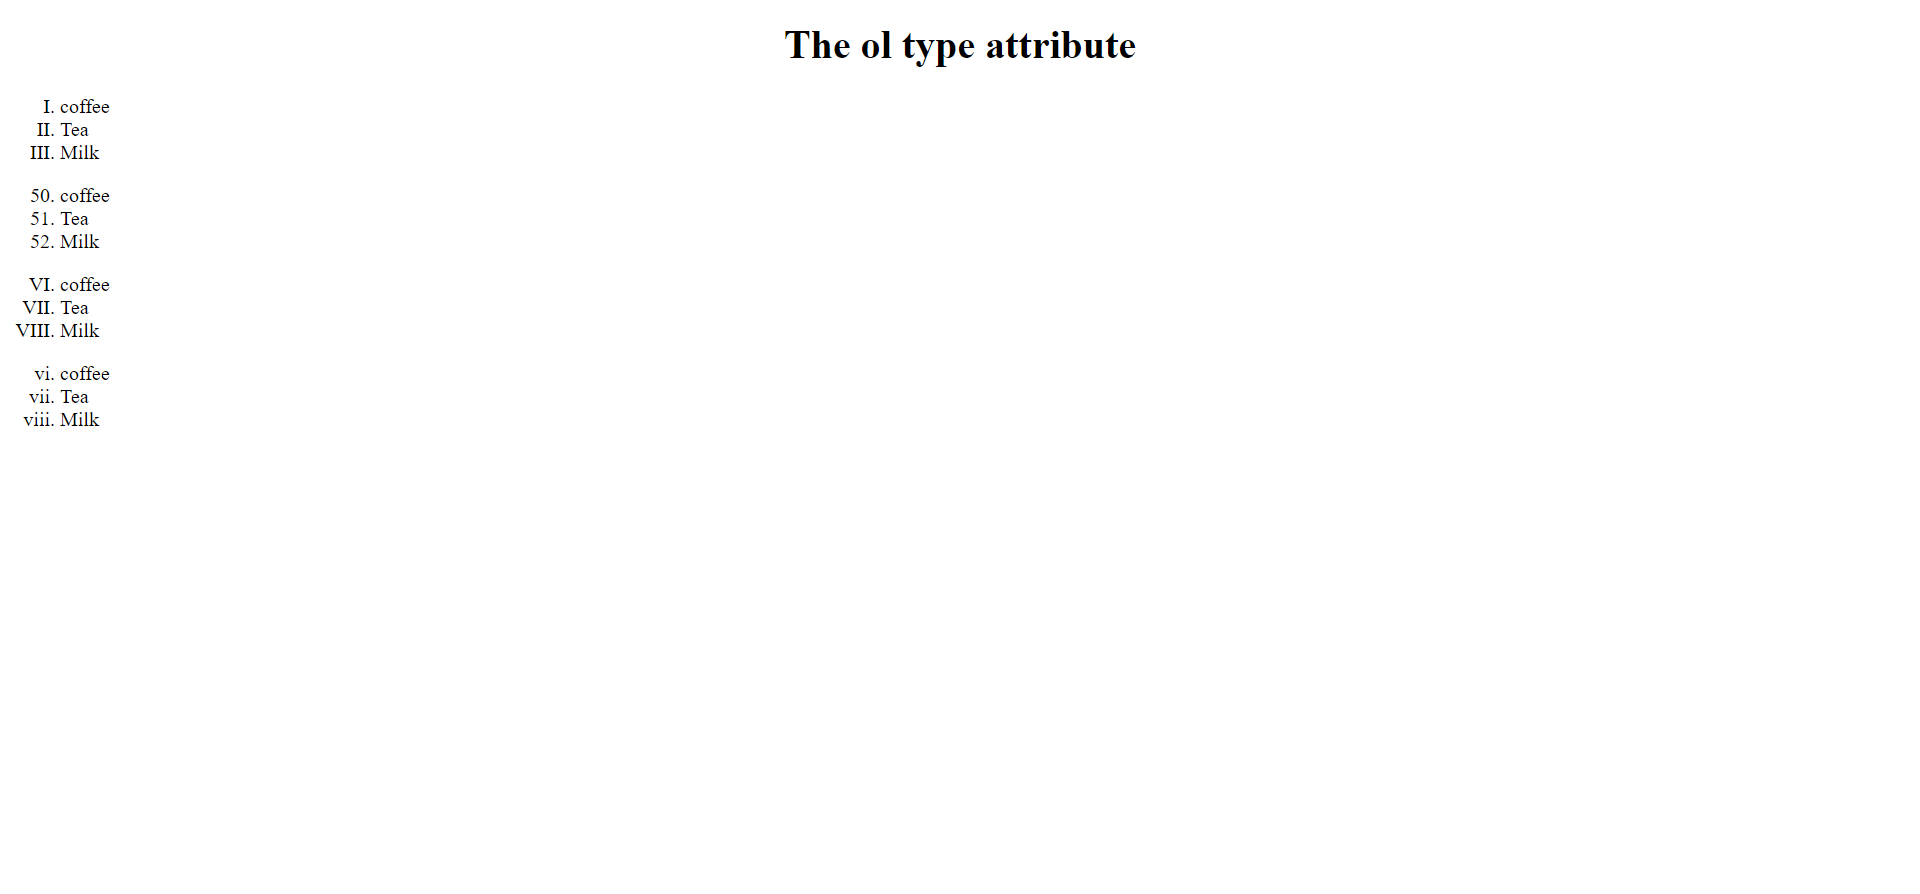 The ol type attribute
I. coffee
II. Tea
III. Milk
50. coffee
51. Tea
52. Milk
VI. coffee
VII. Tea
VIII. Milk
vi. coffee
vii. Tea
viii. Milk